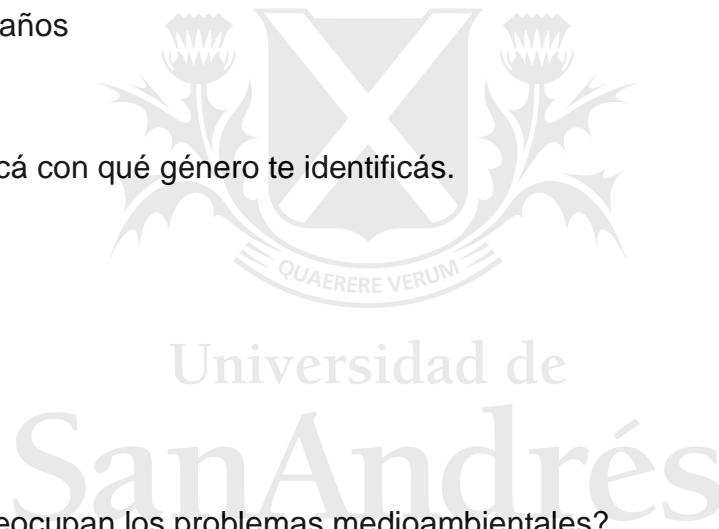 años
cá con qué género te identificás.
QUAERERE VERUM
Universidad de
SanAndrés
eocupan los problemas medioambientales?